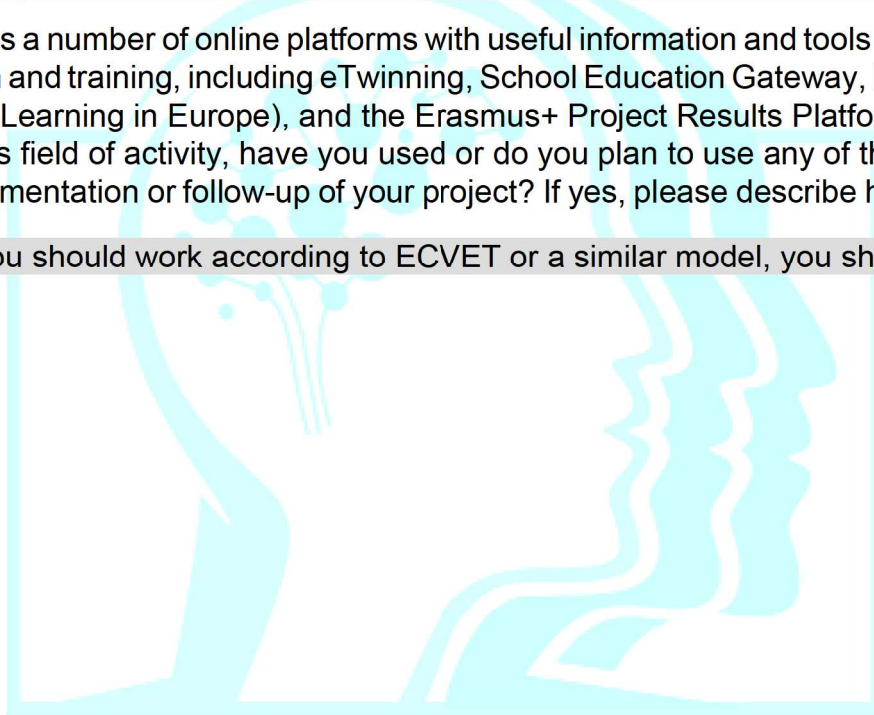 s a number of online platforms with useful information and tools
and training, including eTwinning, School Education Gateway,
Learning in Europe), and the Erasmus+ Project Results Platfo
s field of activity, have you used or do you plan to use any of th
mentation or follow-up of your project? If yes, please describe h
ou should work according to ECVET or a similar model, you sh